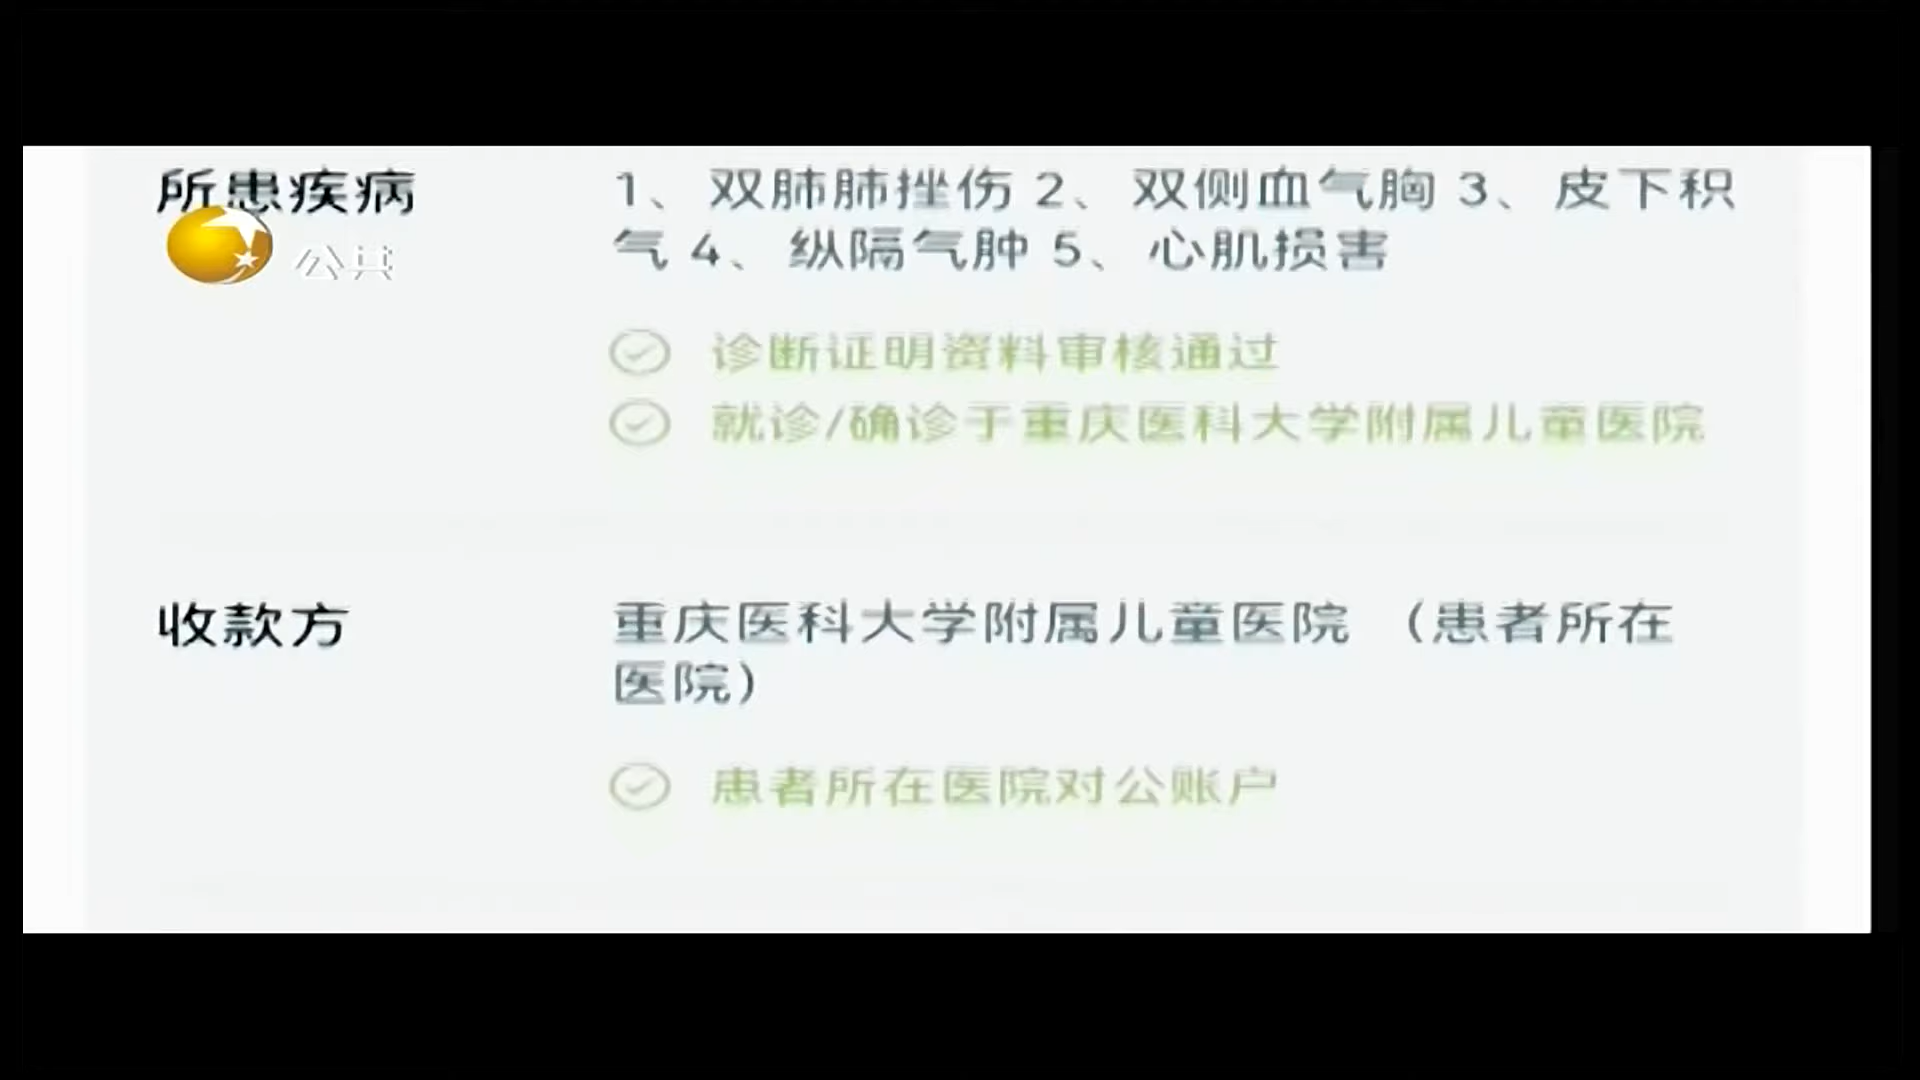 所患疾病
1、双肺肺挫伤 2、双侧血气胸 3、皮下积
气 4、纵隔气肿 5、心肌损害
公共
诊断证明资料审核通过
就诊/确诊于重庆医科大学附属儿童医院
收款方
重庆医科大学附属儿童医院 （患者所在
医院）
患者所在医院对公账户